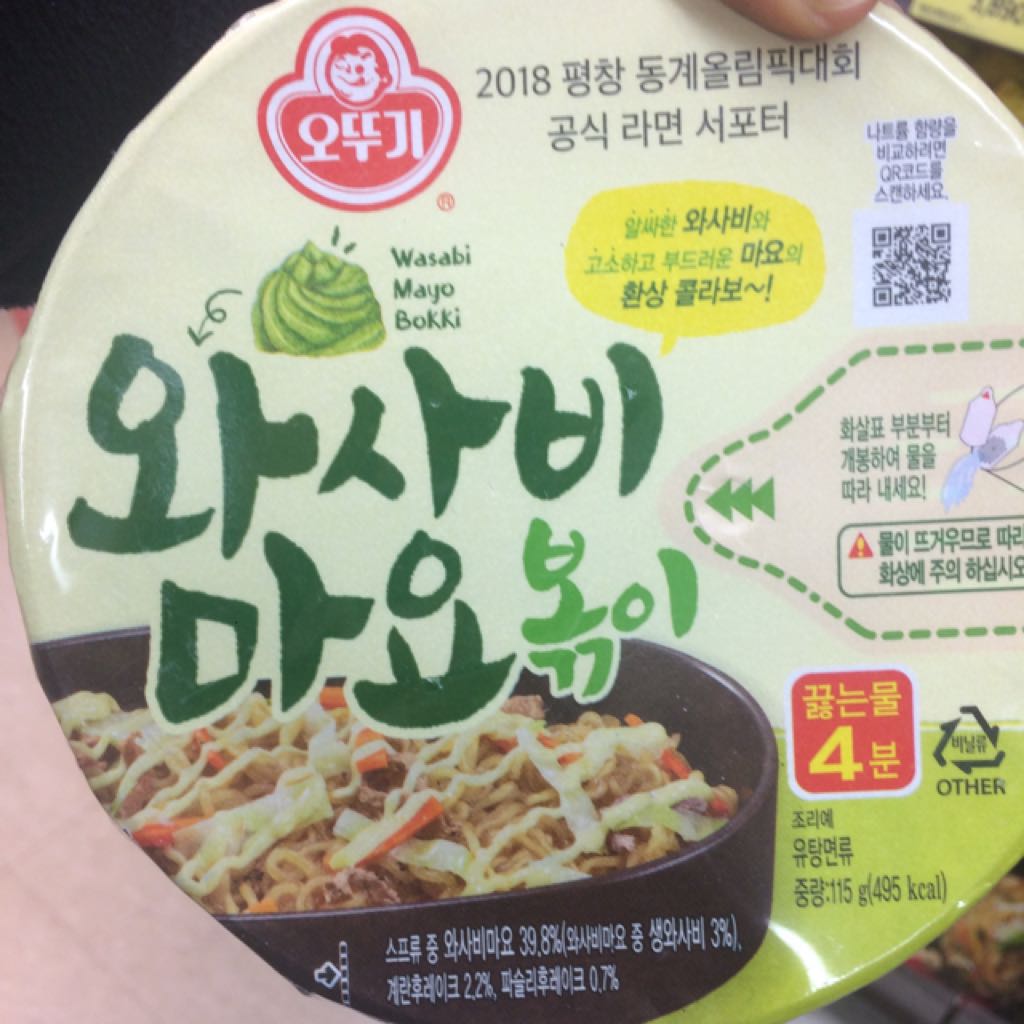 오뚜기
®
2018 평창 동계올림픽대회
공식 라면 서포터
나트륨 함량을
비교하려면
QR코드를
스캔하세요.
Wasabi
Mayo
Bokki
알싸한 와사비와
고소하고 부드러운 마요의
환상 콜라보~!
와사비
마요 볶이
화살표 부분부터
개봉하여 물을
따라 내세요!
물이 뜨거우므로 따라
화상에 주의 하십시오
끓는물
4분
비닐류
OTHER
조리예
유탕면류
중량:115 g(495 kcal)
스프류 중 와사비마요 39.8%(와사비마요 중 생와사비 3%),
계란후레이크 2.2%, 파슬리후레이크 0.7%